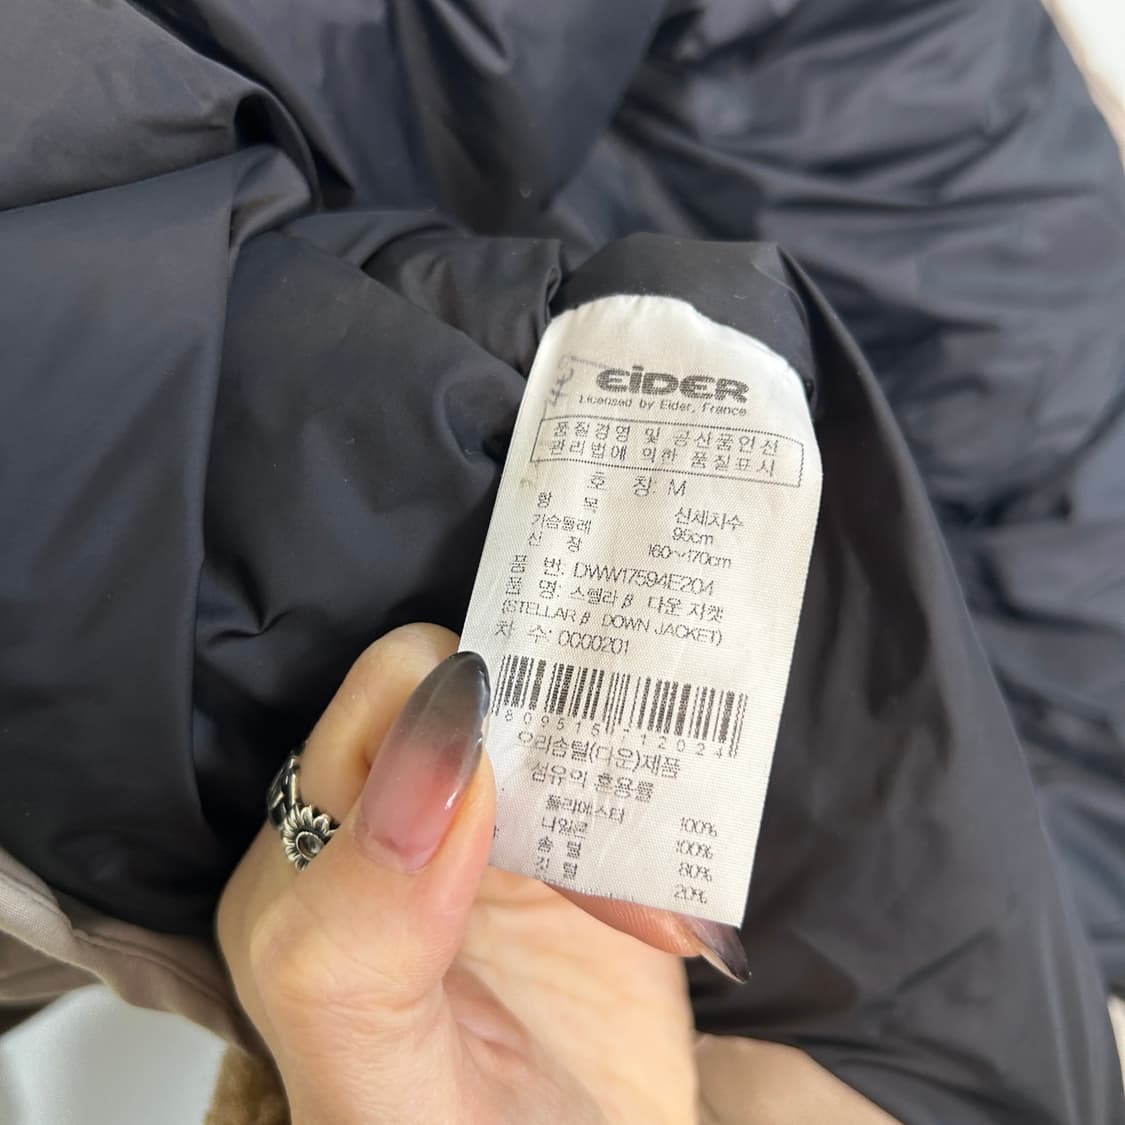 EiDER
Licensed by Eider, France
품질경영 및 공산품안전
관리법에 의한 품질표시
호 칭: M
항 목 신체치수
가슴둘레 95cm
신 장 160~170cm
품 번: DWW17594E204
품 명: 스텔라 β 다운 자켓
(STELLAR β DOWN JACKET)
차 수: 0000201
오리솜털(다운)제품
섬유의 혼용률
폴리에스터 100%
나일론 100%
솜 털 80%
깃 털 20%